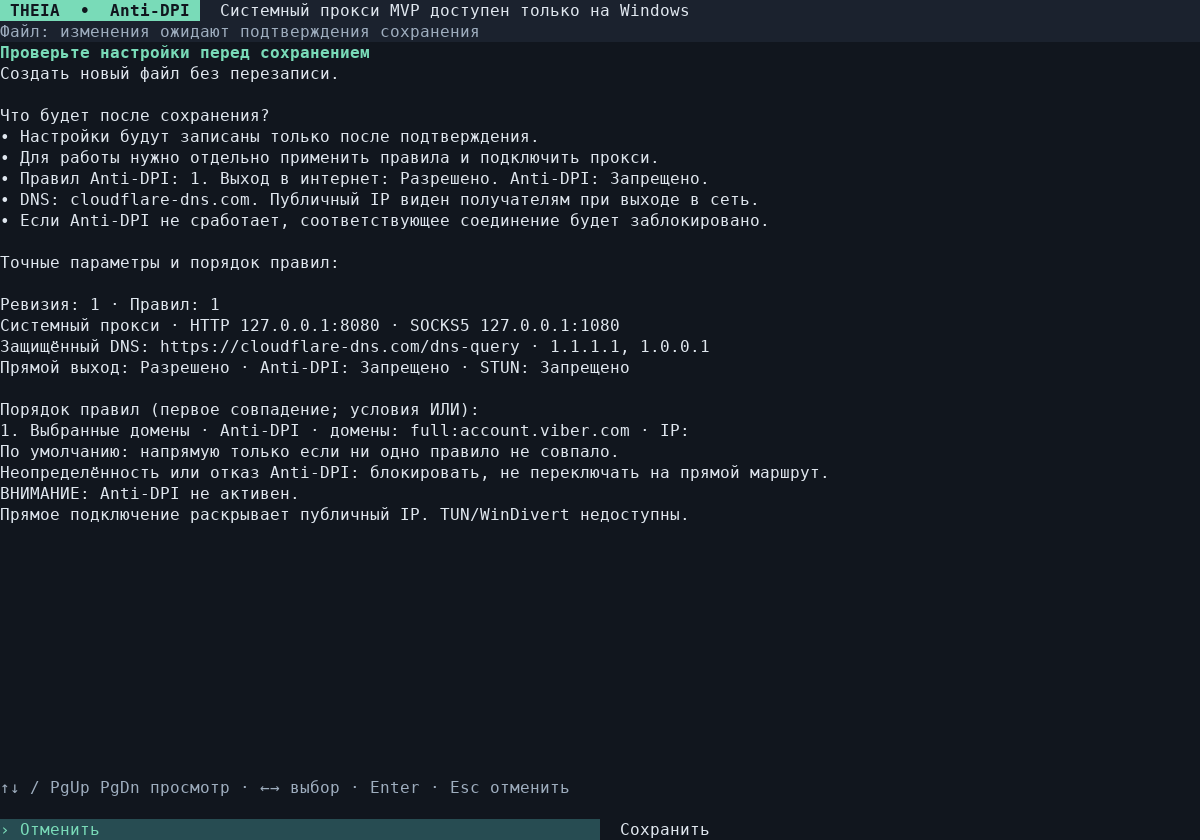 THEIA • Anti-DPI Системный прокси MVP доступен только на Windows
Файл: изменения ожидают подтверждения сохранения
Проверьте настройки перед сохранением
Создать новый файл без перезаписи.
Что будет после сохранения?
• Настройки будут записаны только после подтверждения.
• Для работы нужно отдельно применить правила и подключить прокси.
• Правил Anti-DPI: 1. Выход в интернет: Разрешено. Anti-DPI: Запрещено.
• DNS: cloudflare-dns.com. Публичный IP виден получателям при выходе в сеть.
• Если Anti-DPI не сработает, соответствующее соединение будет заблокировано.
Точные параметры и порядок правил:
Ревизия: 1 · Правил: 1
Системный прокси · HTTP 127.0.0.1:8080 · SOCKS5 127.0.0.1:1080
Защищённый DNS: https://cloudflare-dns.com/dns-query · 1.1.1.1, 1.0.0.1
Прямой выход: Разрешено · Anti-DPI: Запрещено · STUN: Запрещено
Порядок правил (первое совпадение; условия ИЛИ):
1. Выбранные домены · Anti-DPI · домены: full:account.viber.com · IP:
По умолчанию: напрямую только если ни одно правило не совпало.
Неопределённость или отказ Anti-DPI: блокировать, не переключать на прямой маршрут.
ВНИМАНИЕ: Anti-DPI не активен.
Прямое подключение раскрывает публичный IP. TUN/WinDivert недоступны.
↑↓ / PgUp PgDn просмотр · ←→ выбор · Enter · Esc отменить
› Отменить Сохранить